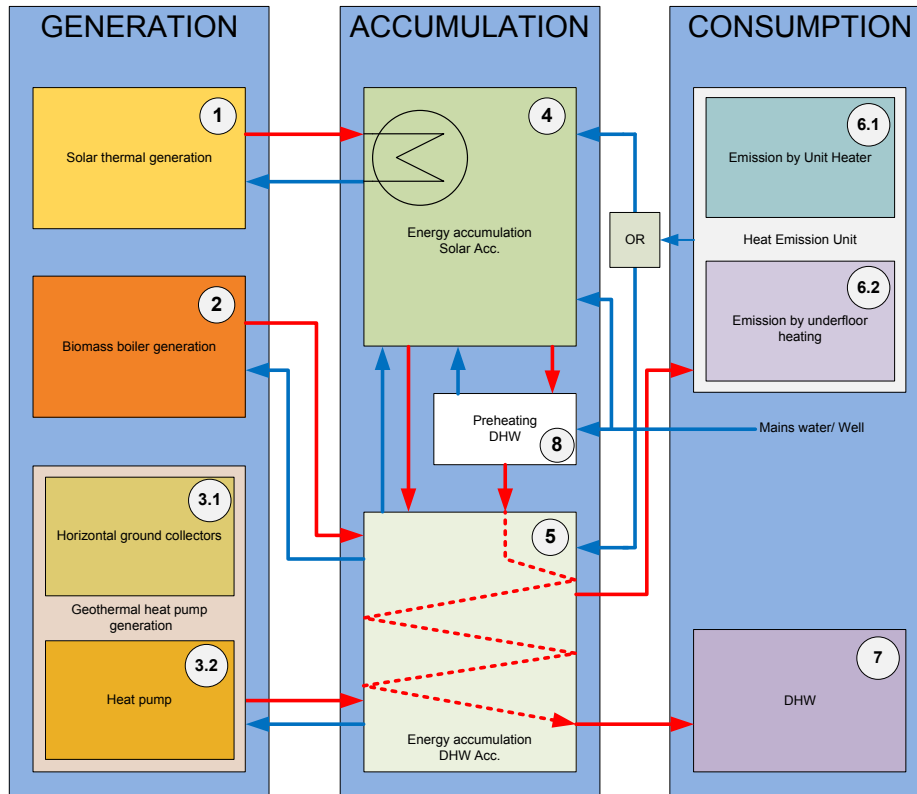 GENERATION
1
Solar thermal generation
2
Biomass boiler generation
3.1
Horizontal ground collectors
Geothermal heat pump
generation
3.2
Heat pump
ACCUMULATION
4
Energy accumulation
Solar Acc.
Preheating
DHW
8
5
Energy accumulation
DHW Acc.
CONSUMPTION
6.1
Emission by Unit Heater
OR
Heat Emission Unit
6.2
Emission by underfloor
heating
Mains water/ Well
7
DHW